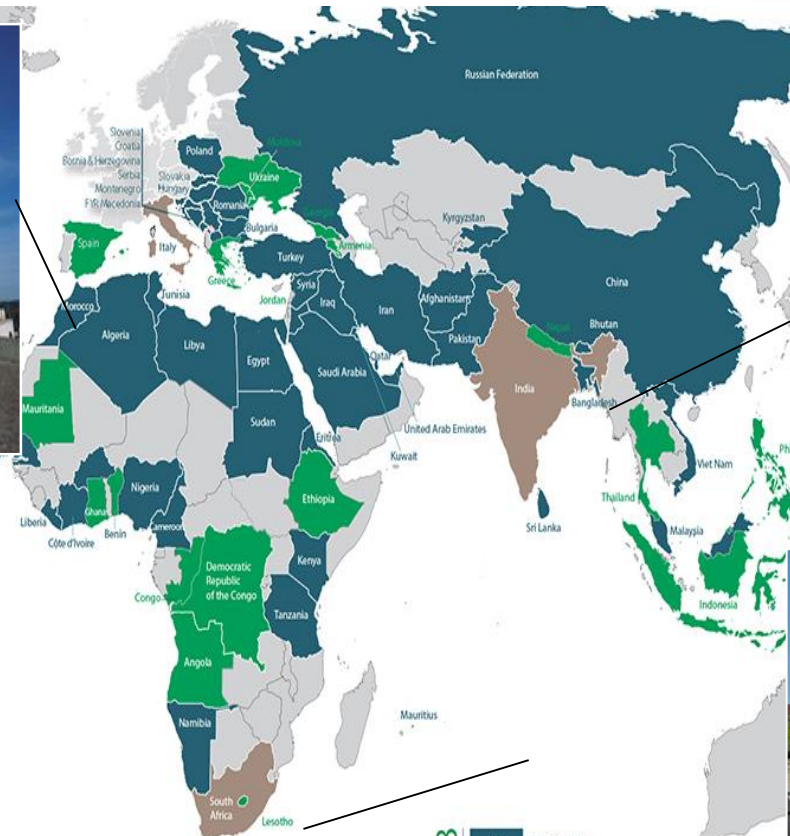 Russian Federation
Slovenia
Croatia
Bosnia & Herzegovina
Serbia
Montenegro
FYR Macedonia
Poland
Slovakia
Hungary
Moldova
Ukraine
Romania
Bulgaria
Georgia
Armenia
Kyrgyzstan
Spain
Italy
Greece
Turkey
China
Tunisia
Jordan
Syria
Iraq
Iran
Afghanistan
Morocco
Algeria
Libya
Egypt
Saudi Arabia
Qatar
Pakistan
Nepal
Bhutan
India
Bangladesh
Mauritania
Sudan
Eritrea
United Arab Emirates
Kuwait
Viet Nam
Thailand
Nigeria
Ethiopia
Liberia
Ghana
Benin
Cameroon
Côte d'Ivoire
Sri Lanka
Malaysia
Kenya
Democratic
Republic
of the Congo
Congo
Tanzania
Indonesia
Angola
Namibia
Mauritius
South
Africa
Lesotho